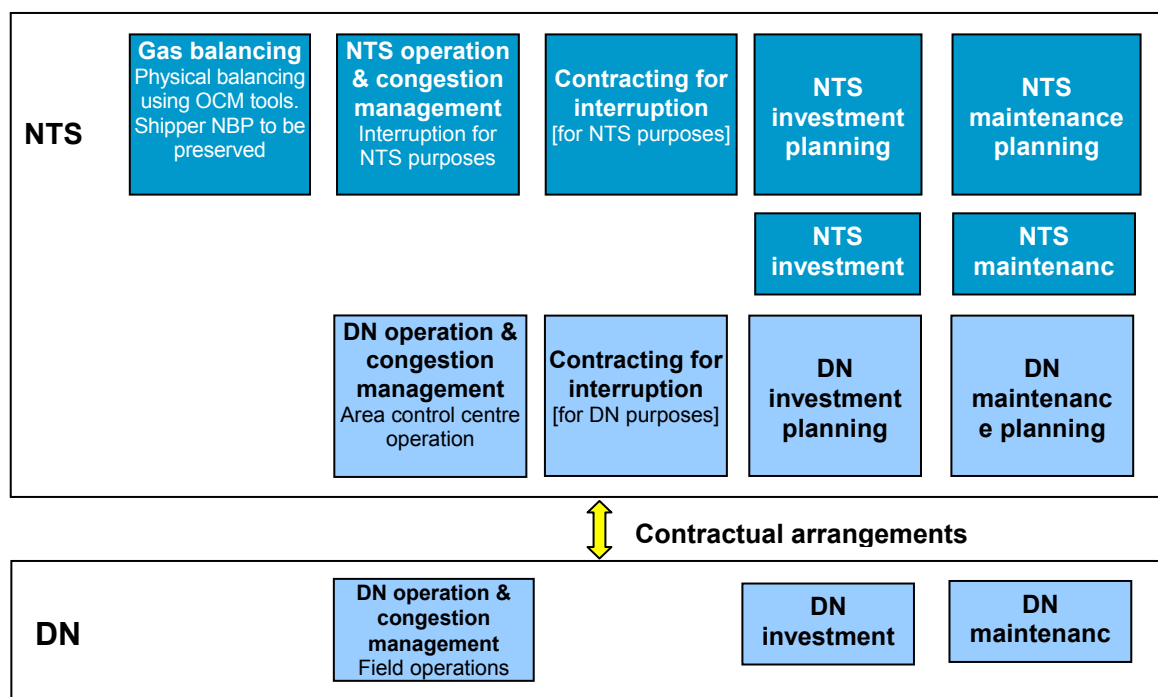 NTS
Gas balancing
Physical balancing
using OCM tools.
Shipper NBP to be
preserved
NTS operation
& congestion
management
Interruption for
NTS purposes
Contracting for
interruption
[for NTS purposes]
NTS
investment
planning
NTS
maintenance
planning
NTS
investment
NTS
maintenanc
DN operation &
congestion
management
Area control centre
operation
Contracting for
interruption
[for DN purposes]
DN
investment
planning
DN
maintenanc
e planning
Contractual arrangements
DN
DN operation &
congestion
management
Field operations
DN
investment
DN
maintenanc